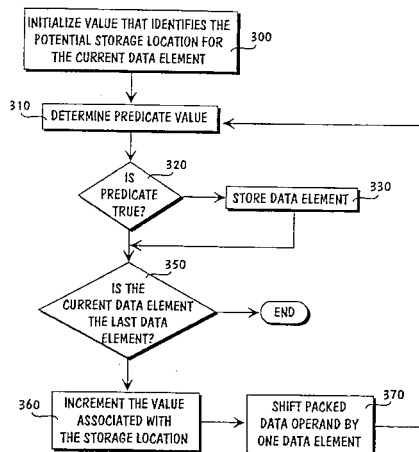 INITIALIZE VALUE THAT IDENTIFIES THE
POTENTIAL STORAGE LOCATION FOR
THE CURRENT DATA ELEMENT
300
310
DETERMINE PREDICATE VALUE
320
IS
PREDICATE
TRUE?
330
STORE DATA ELEMENT
350
IS THE
CURRENT DATA ELEMENT
THE LAST DATA
ELEMENT?
END
360
INCREMENT THE VALUE
ASSOCIATED WITH
THE STORAGE LOCATION
370
SHIFT PACKED
DATA OPERAND BY
ONE DATA ELEMENT